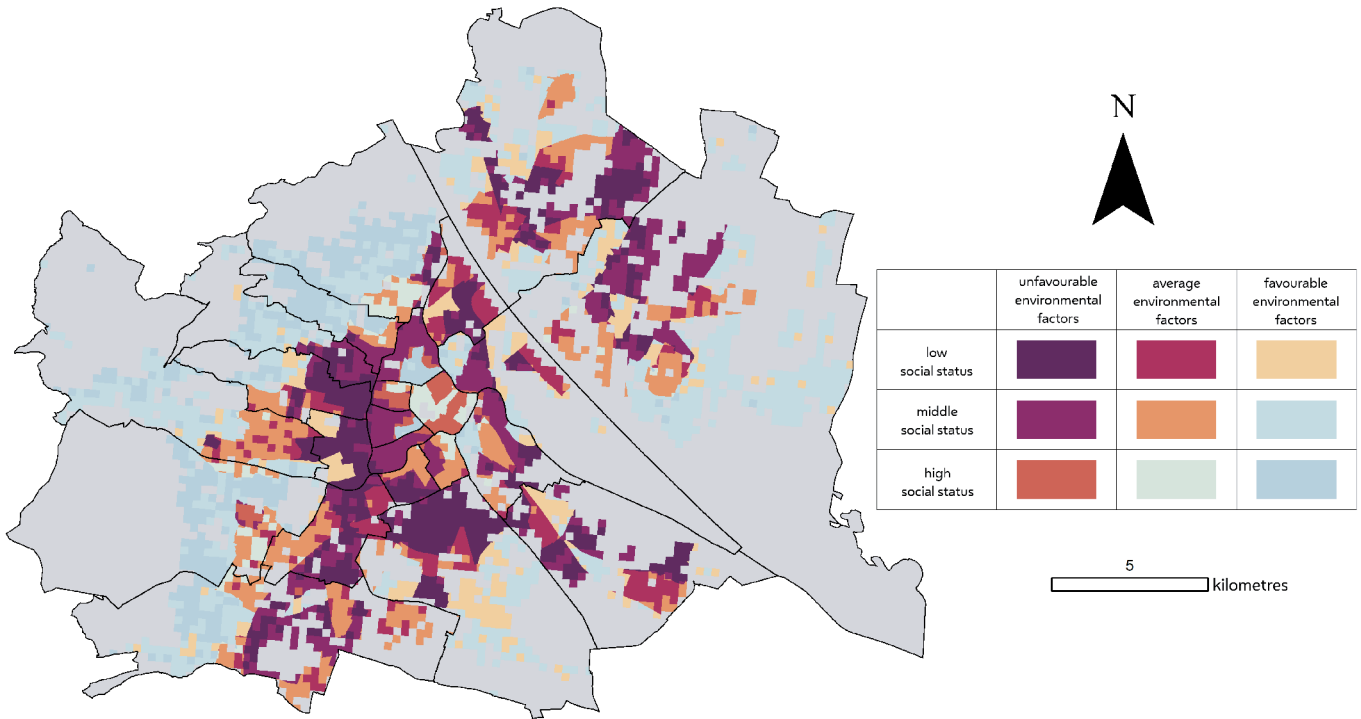 N
unfavourable
environmental
factors
average
environmental
factors
favourable
environmental
factors
low
social status
middle
social status
high
social status
5
kilometres